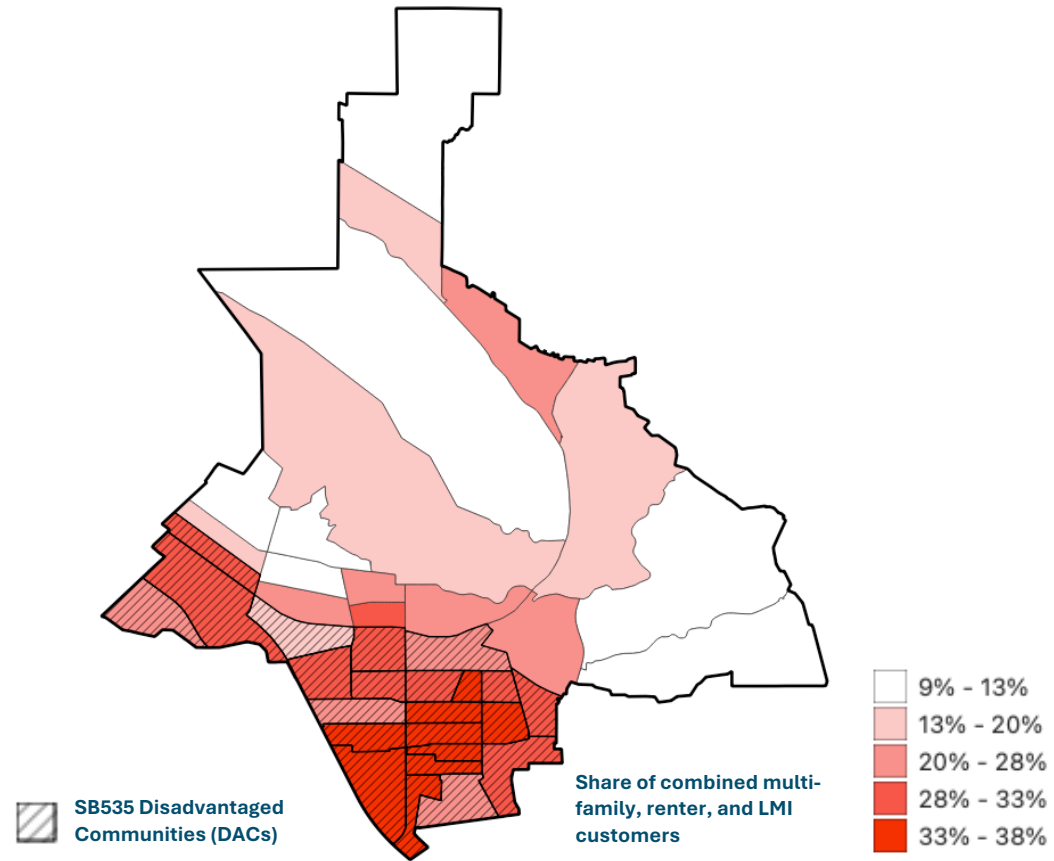 9% - 13%
13% - 20%
20% - 28%
28% - 33%
33% - 38%
Share of combined multi-
family, renter, and LMI
customers
SB535 Disadvantaged
Communities (DACs)